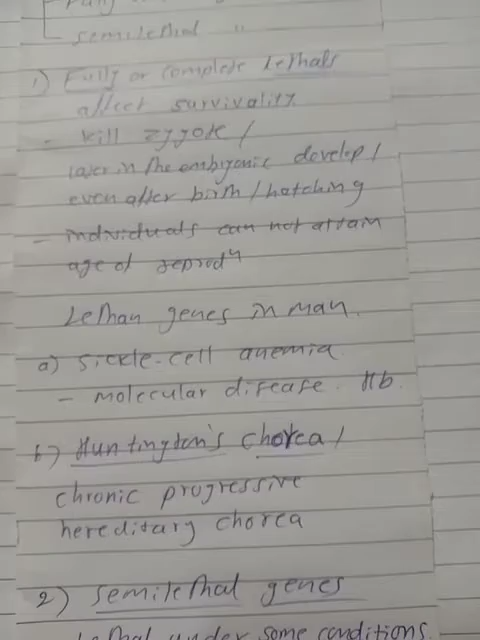 Fully
semilethal "
1) Fully or complete lethals
affect survivality.
- kill zygote /
later in the embryonic develop /
even after birth / hatching
- individuals can not attain
age of reprodⁿ
Lethan genes in man.
a) sickle-cell anemia.
- molecular disease. Hb.
b) Huntington's chorea /
chronic progressive
hereditary chorea
2) semilethal genes
Lethal under some conditions